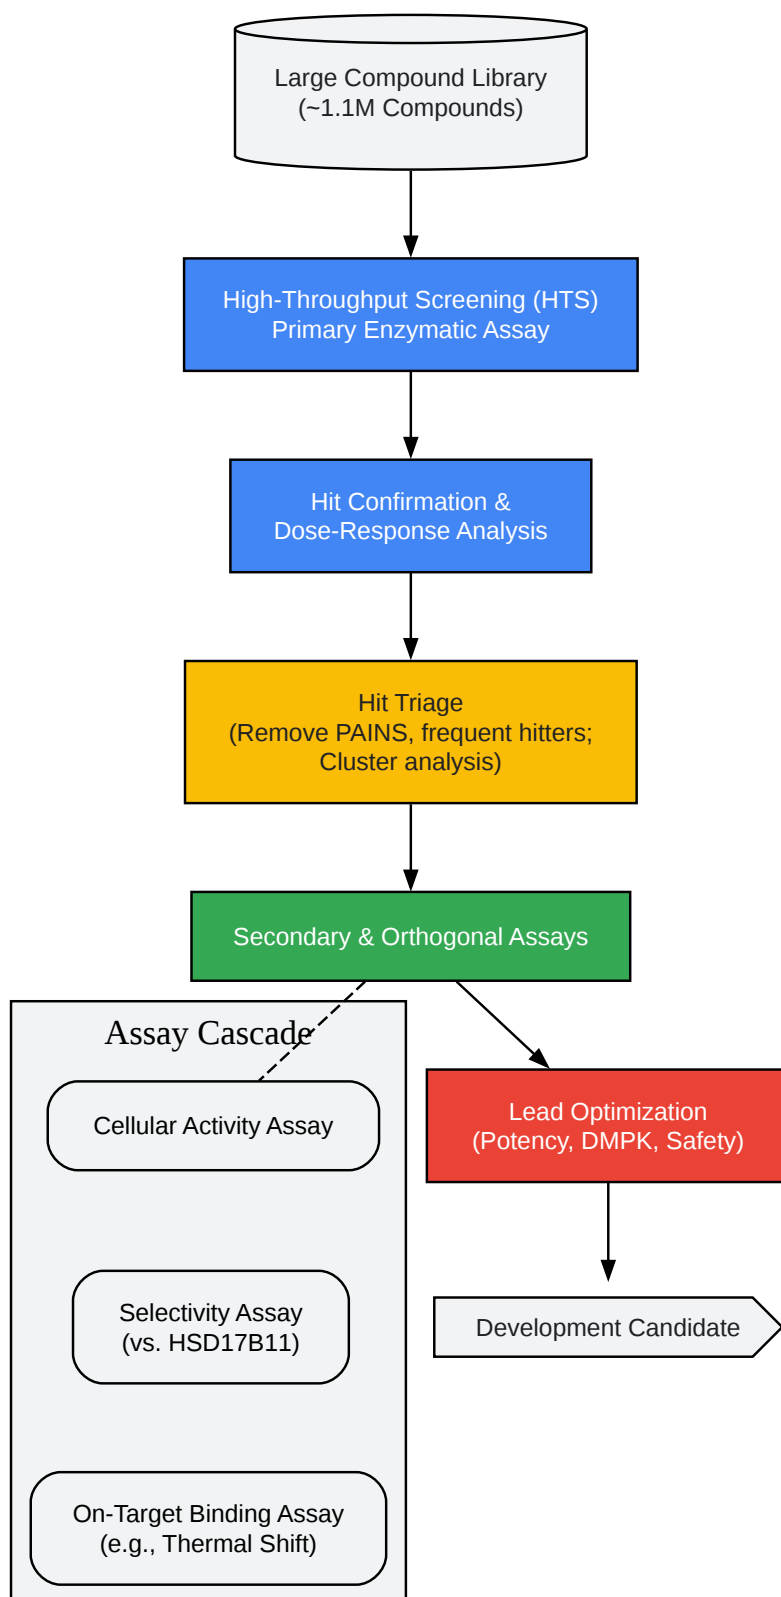 Large Compound Library
(~1.1M Compounds)
High-Throughput Screening (HTS)
Primary Enzymatic Assay
Hit Confirmation &
Dose-Response Analysis
Hit Triage
(Remove PAINS, frequent hitters;
Cluster analysis)
Secondary & Orthogonal Assays
Assay Cascade
Cellular Activity Assay
Selectivity Assay
(vs. HSD17B11)
On-Target Binding Assay
(e.g., Thermal Shift)
Lead Optimization
(Potency, DMPK, Safety)
Development Candidate